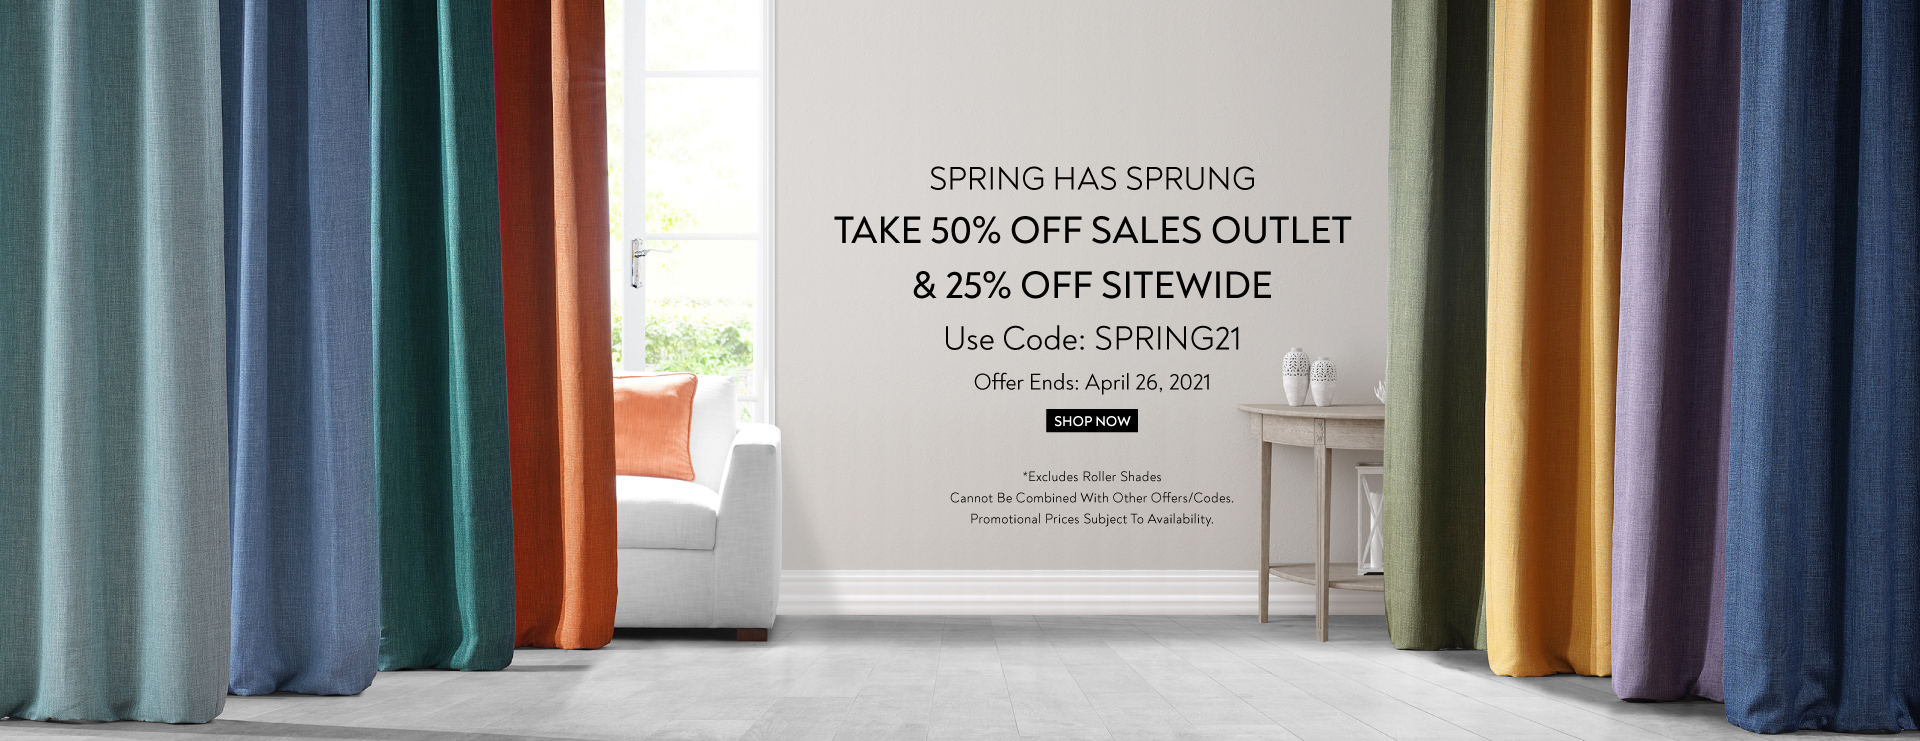 SPRING HAS SPRUNG
TAKE 50% OFF SALES OUTLET
& 25% OFF SITEWIDE
Use Code: SPRING21
Offer Ends: April 26, 2021
SHOP NOW
*Excludes Roller Shades
Cannot Be Combined With Other Offers/Codes.
Promotional Prices Subject To Availability.